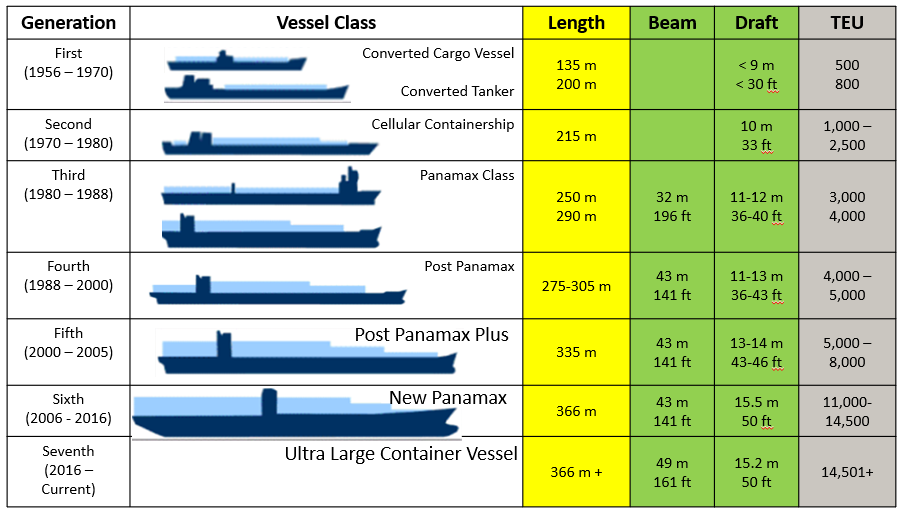 Generation Vessel Class Length Beam Draft TEU
First
(1956 – 1970)
Converted Cargo Vessel
Converted Tanker
135 m
200 m
< 9 m
< 30 ft
500
800
Second
(1970 – 1980)
Cellular Containership
215 m
10 m
33 ft
1,000 –
2,500
Third
(1980 – 1988)
Panamax Class
250 m
290 m
32 m
196 ft
11-12 m
36-40 ft
3,000
4,000
Fourth
(1988 – 2000)
Post Panamax
275-305 m
43 m
141 ft
11-13 m
36-43 ft
4,000 –
5,000
Fifth
(2000 – 2005)
Post Panamax Plus
335 m
43 m
141 ft
13-14 m
43-46 ft
5,000 –
8,000
Sixth
(2006 - 2016)
New Panamax
366 m
43 m
141 ft
15.5 m
50 ft
11,000-
14,500
Seventh
(2016 –
Current)
Ultra Large Container Vessel
366 m +
49 m
161 ft
15.2 m
50 ft
14,501+